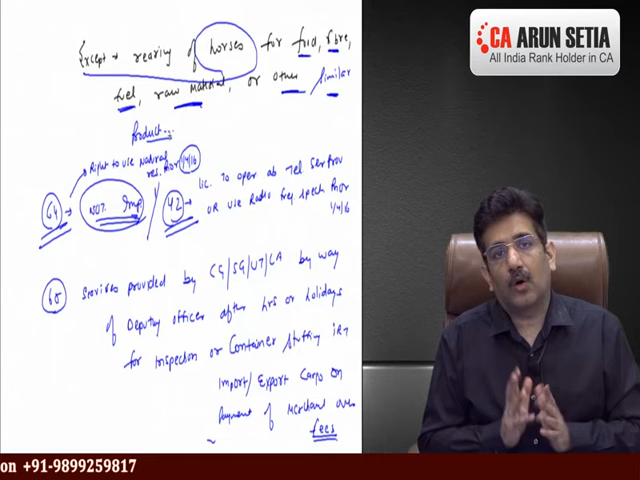 Except → rearing of horses for food, fibre,
fuel, raw material, or other similar
Product....
Right to use Natural
res. Prior 1/4/16
64 → NOT. Imp. / 42 → lic. To oper ab Tel Ser Prov
OR use Radio freq. Spect Prior
1/4/16
65 Services provided by CG/SG/UT/LA by way
of Deputy officer after hrs or holidays
for Inspection or Container Stuffing IRT
Import/Export Cargo on
Payment of Merchant over
fees
CA ARUN SETIA
All India Rank Holder in CA
on +91-9899259817